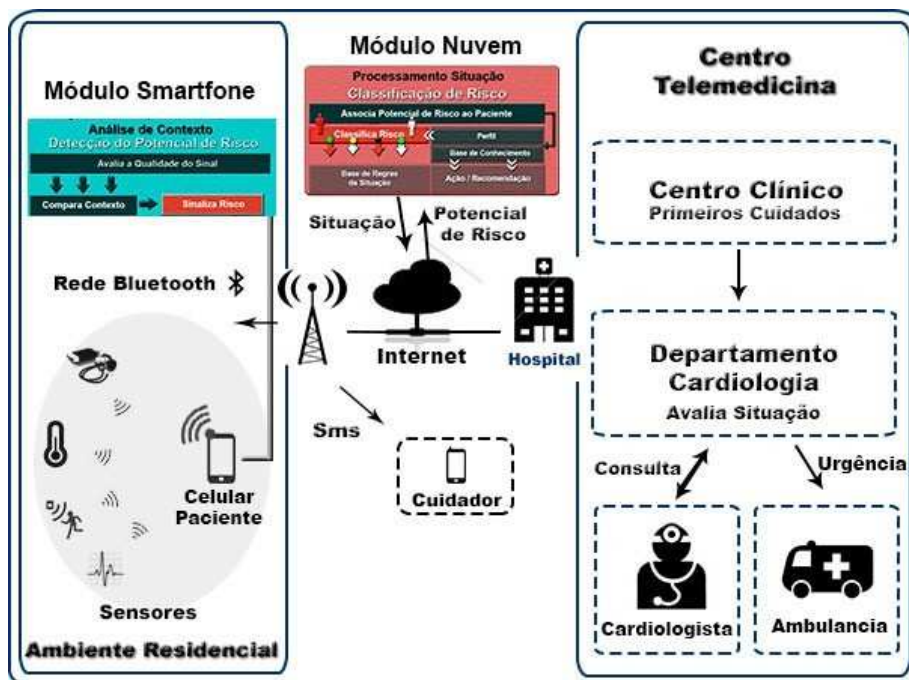 Módulo Smartfone
Análise de Contexto
Detecção do Potencial de Risco
Avalia a Qualidade do Sinal
Compara Contexto
Sinaliza Risco
Rede Bluetooth
Celular
Paciente
Sensores
Ambiente Residencial
Módulo Nuvem
Processamento Situação
Classificação de Risco
Associa Potencial de Risco ao Paciente
Classifica Risco
Perfil
Base de Conhecimento
Base de Regras
da Situação
Ação / Recomendação
Situação
Potencial
de Risco
Internet
Hospital
Sms
Cuidador
Centro
Telemedicina
Centro Clínico
Primeiros Cuidados
Departamento
Cardiologia
Avalia Situação
Consulta
Urgência
Cardiologista
Ambulancia